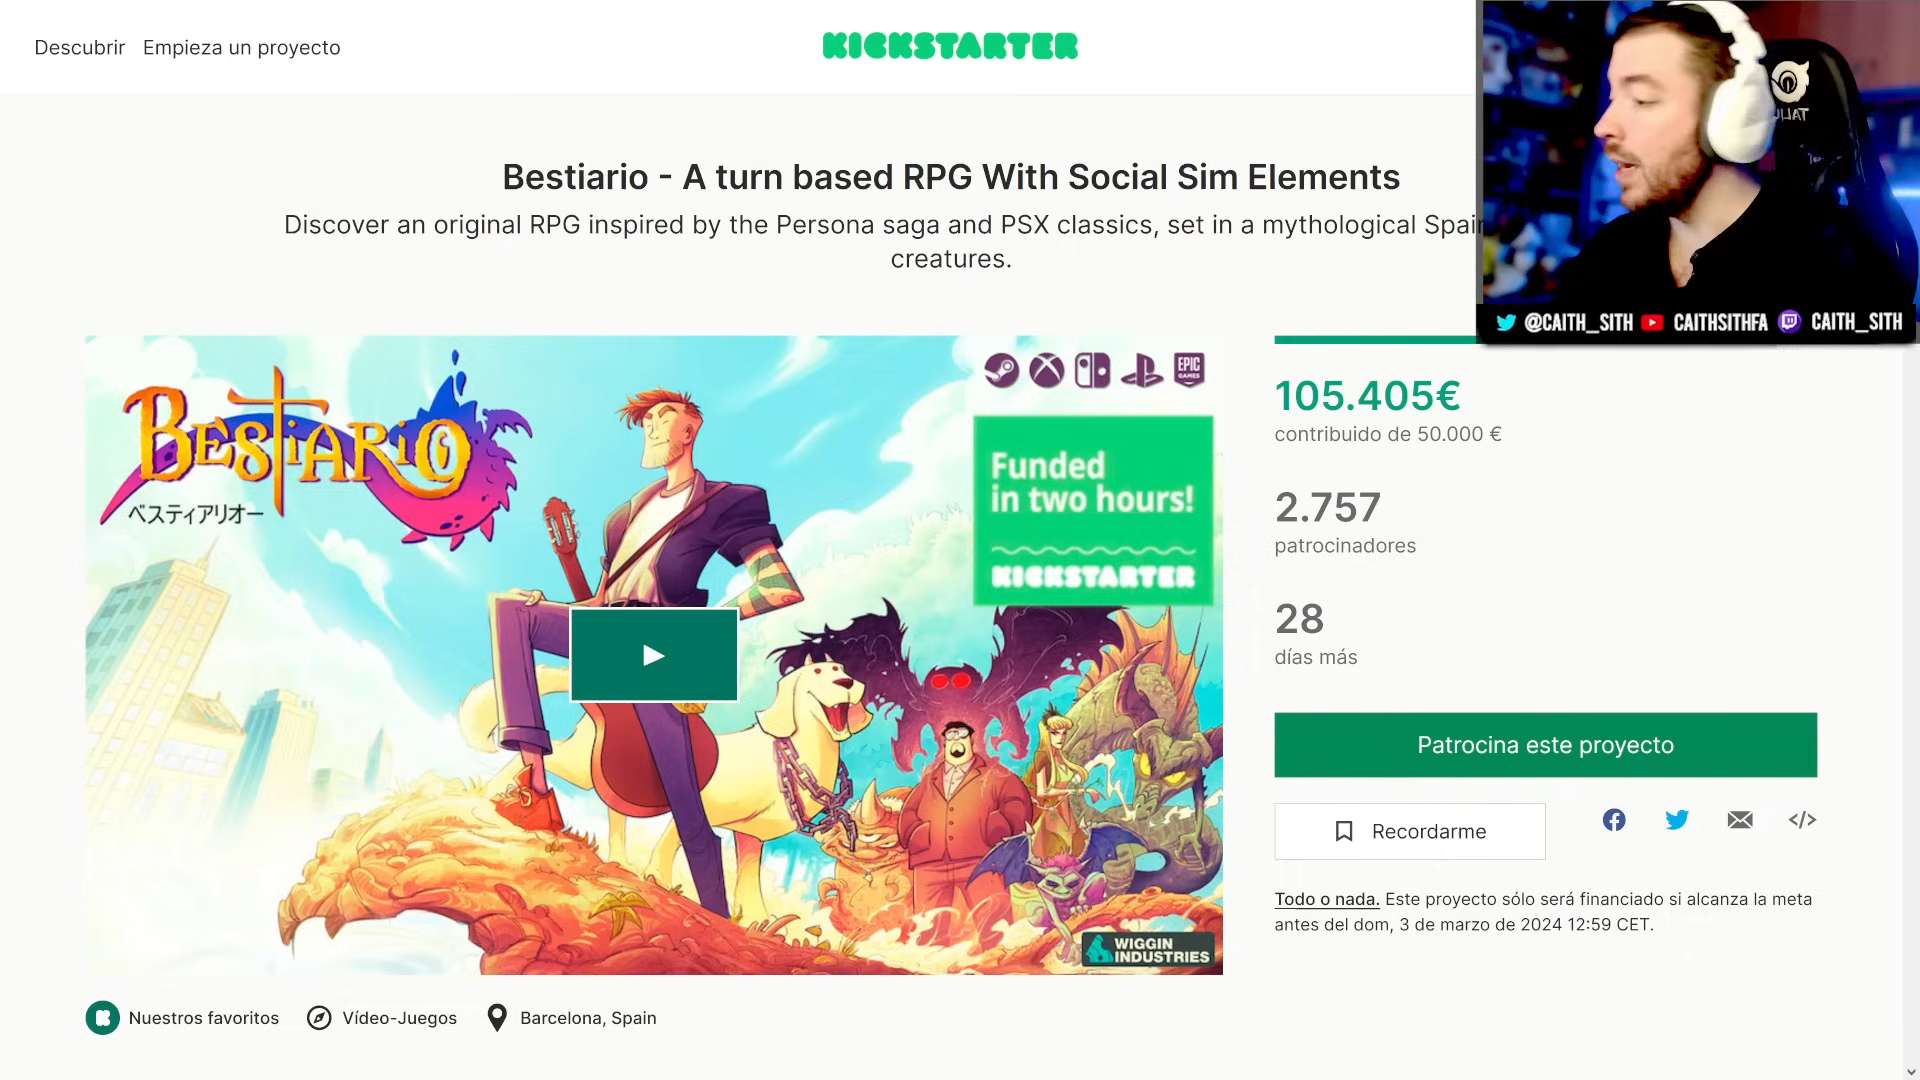 Descubrir
Empieza un proyecto
KICKSTARTER
Bestiario - A turn based RPG With Social Sim Elements
Discover an original RPG inspired by the Persona saga and PSX classics, set in a mythological Spain
creatures.
@CAITH_SITH
CAITHSITHFA
CAITH_SITH
BESTIARIO
ベスティアリオー
EPIC
GAMES
Funded
in two hours!
KICKSTARTER
WIGGIN
INDUSTRIES
105.405€
contribuido de 50.000 €
2.757
patrocinadores
28
días más
Patrocina este proyecto
Recordarme
</>
Todo o nada. Este proyecto sólo será financiado si alcanza la meta
antes del dom, 3 de marzo de 2024 12:59 CET.
Nuestros favoritos
Vídeo-Juegos
Barcelona, Spain